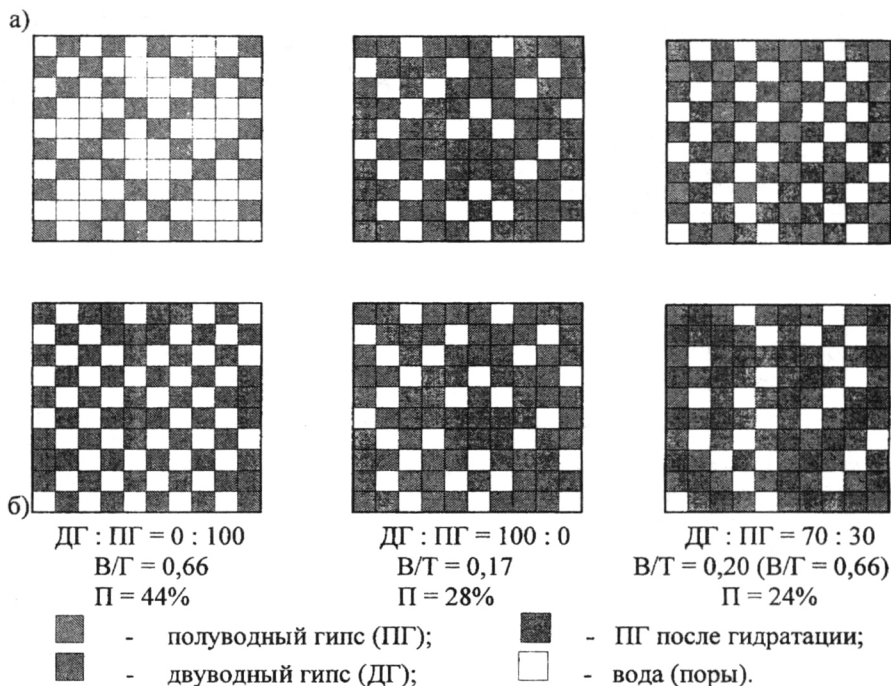 а)
б)
ДГ : ПГ = 0 : 100
В/Г = 0,66
П = 44%
ДГ : ПГ = 100 : 0
В/Т = 0,17
П = 28%
ДГ : ПГ = 70 : 30
В/Т = 0,20 (В/Г = 0,66)
П = 24%
- полуводный гипс (ПГ);
- ПГ после гидратации;
- двуводный гипс (ДГ);
- вода (поры).